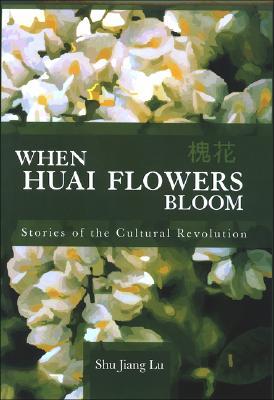 槐花
WHEN
HUAI FLOWERS
BLOOM
Stories of the Cultural Revolution
Shu Jiang Lu